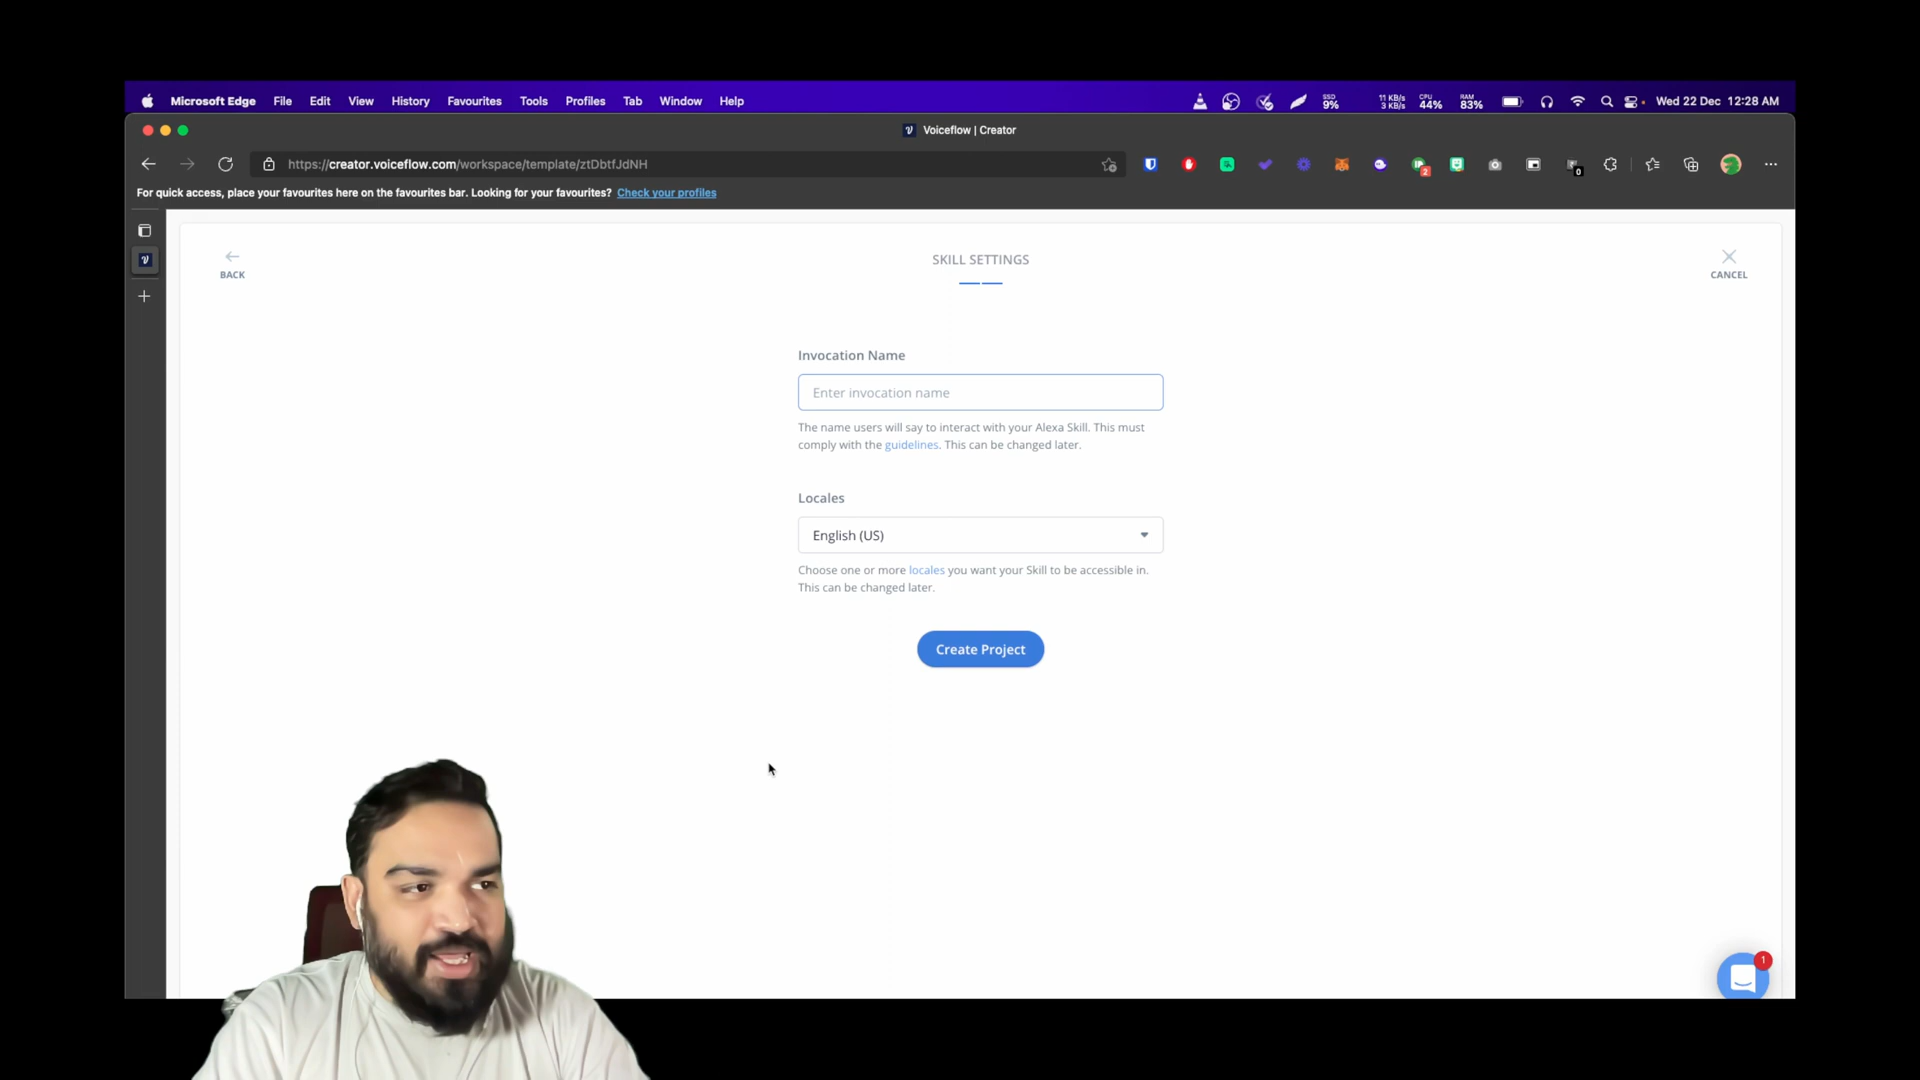 Microsoft Edge File Edit View History Favourites Tools Profiles Tab Window Help SSD 9% 11 KB/s 3 KB/s CPU 44% RAM 83% Wed 22 Dec 12:28 AM
Voiceflow | Creator
https://creator.voiceflow.com/workspace/template/ztDbtfJdNH 2 0
For quick access, place your favourites here on the favourites bar. Looking for your favourites? Check your profiles
BACK
SKILL SETTINGS
CANCEL
Invocation Name
Enter invocation name
The name users will say to interact with your Alexa Skill. This must
comply with the guidelines. This can be changed later.
Locales
English (US)
Choose one or more locales you want your Skill to be accessible in.
This can be changed later.
Create Project
1